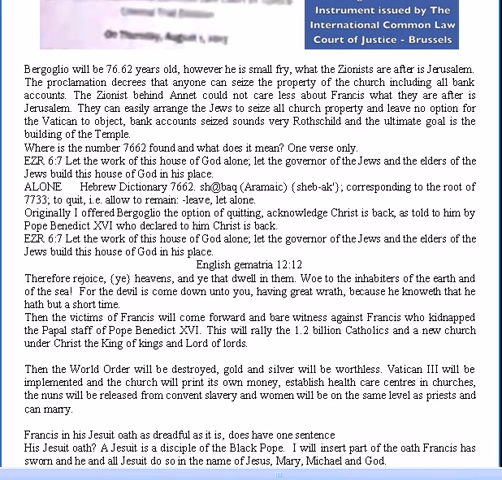 Instrument issued by The
International Common Law
Court of Justice - Brussels
Bergoglio will be 76.62 years old, however he is small fry, what the Zionists are after is Jerusalem.
The proclamation decrees that anyone can seize the property of the church including all bank
accounts. The Zionist behind Annet could not care less about Francis what they are after is
Jerusalem. They can easily arrange the Jews to seize all church property and leave no option for
the Vatican to object, bank accounts seized sounds very Rothschild and the ultimate goal is the
building of the Temple.
Where is the number 7662 found and what does it mean? One verse only.
EZR 6:7 Let the work of this house of God alone; let the governor of the Jews and the elders of the
Jews build this house of God in his place.
ALONE Hebrew Dictionary 7662. sh@baq (Aramaic) {sheb-ak'}; corresponding to the root of
7733; to quit, i.e. allow to remain: -leave, let alone.
Originally I offered Bergoglio the option of quitting, acknowledge Christ is back, as told to him by
Pope Benedict XVI who declared to him Christ is back.
EZR 6:7 Let the work of this house of God alone; let the governor of the Jews and the elders of the
Jews build this house of God in his place.
English gematria 12:12
Therefore rejoice, {ye} heavens, and ye that dwell in them. Woe to the inhabiters of the earth and
of the sea! For the devil is come down unto you, having great wrath, because he knoweth that he
hath but a short time.
Then the victims of Francis will come forward and bare witness against Francis who kidnapped
the Papal staff of Pope Benedict XVI. This will rally the 1.2 billion Catholics and a new church
under Christ the King of kings and Lord of lords.
Then the World Order will be destroyed, gold and silver will be worthless. Vatican III will be
implemented and the church will print its own money, establish health care centres in churches,
the nuns will be released from convent slavery and women will be on the same level as priests and
can marry.
Francis in his Jesuit oath as dreadful as it is, does have one sentence
His Jesuit oath? A Jesuit is a disciple of the Black Pope. I will insert part of the oath Francis has
sworn and he and all Jesuit do so in the name of Jesus, Mary, Michael and God.